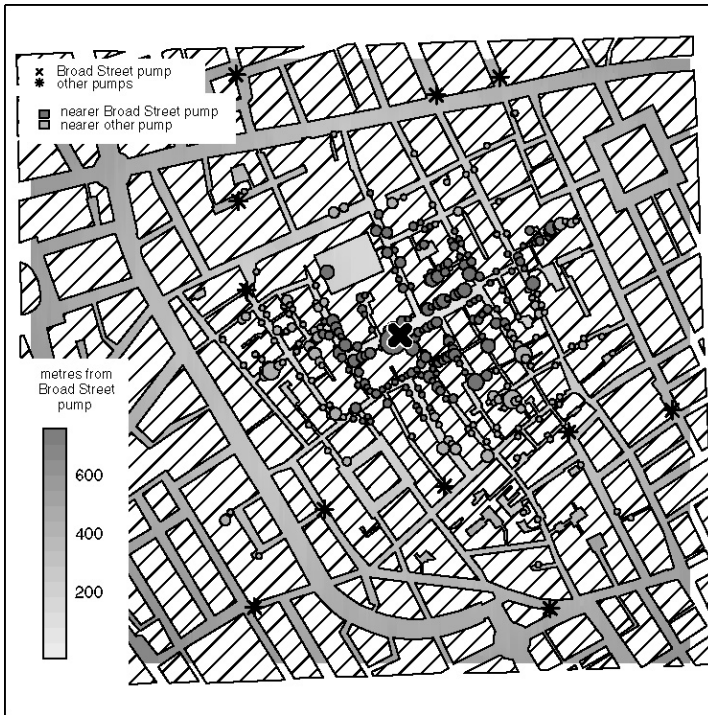 Broad Street pump
other pumps
nearer Broad Street pump
nearer other pump
metres from
Broad Street
pump
600
400
200